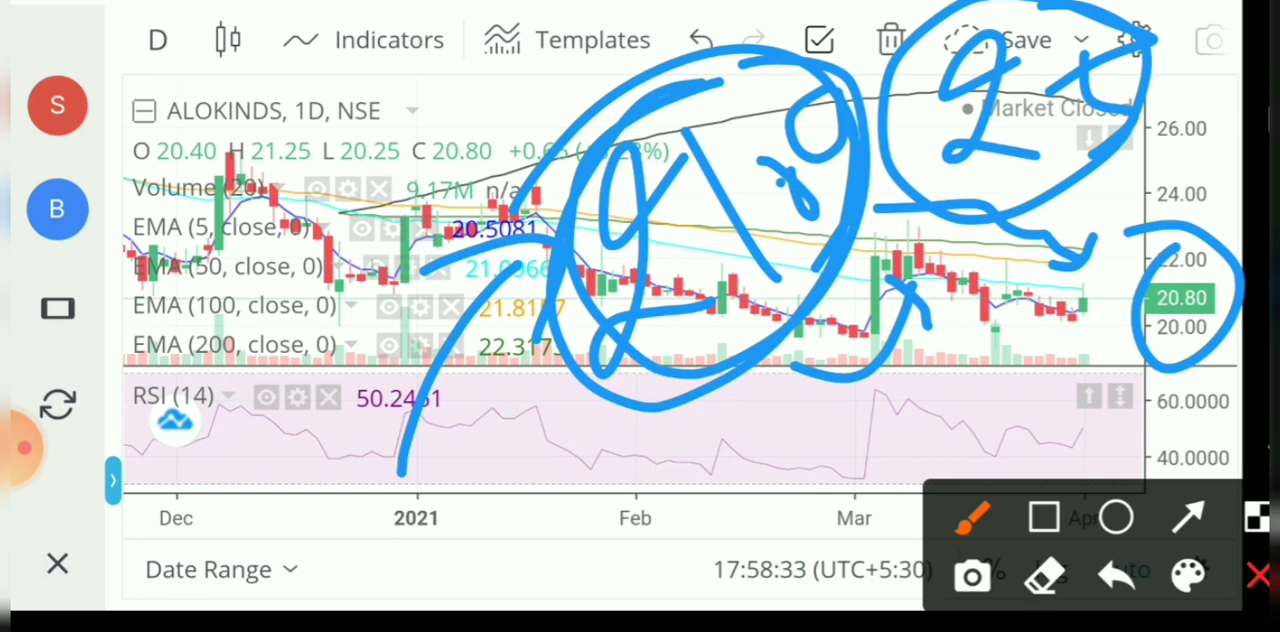 D Indicators Templates Save
S
ALOKINDS, 1D, NSE
Market Closed
O 20.40 H 21.25 L 20.25 C 20.80
26.00
B
Volume (20) 9.17M n/a
24.00
EMA (5, close, 0) 20.5081
EMA (50, close, 0)
22.00
EMA (100, close, 0)
20.80
20.00
EMA (200, close, 0)
RSI (14) 50.2451
60.0000
40.0000
Dec 2021 Feb Mar Apr
Date Range 17:58:33 (UTC+5:30) %